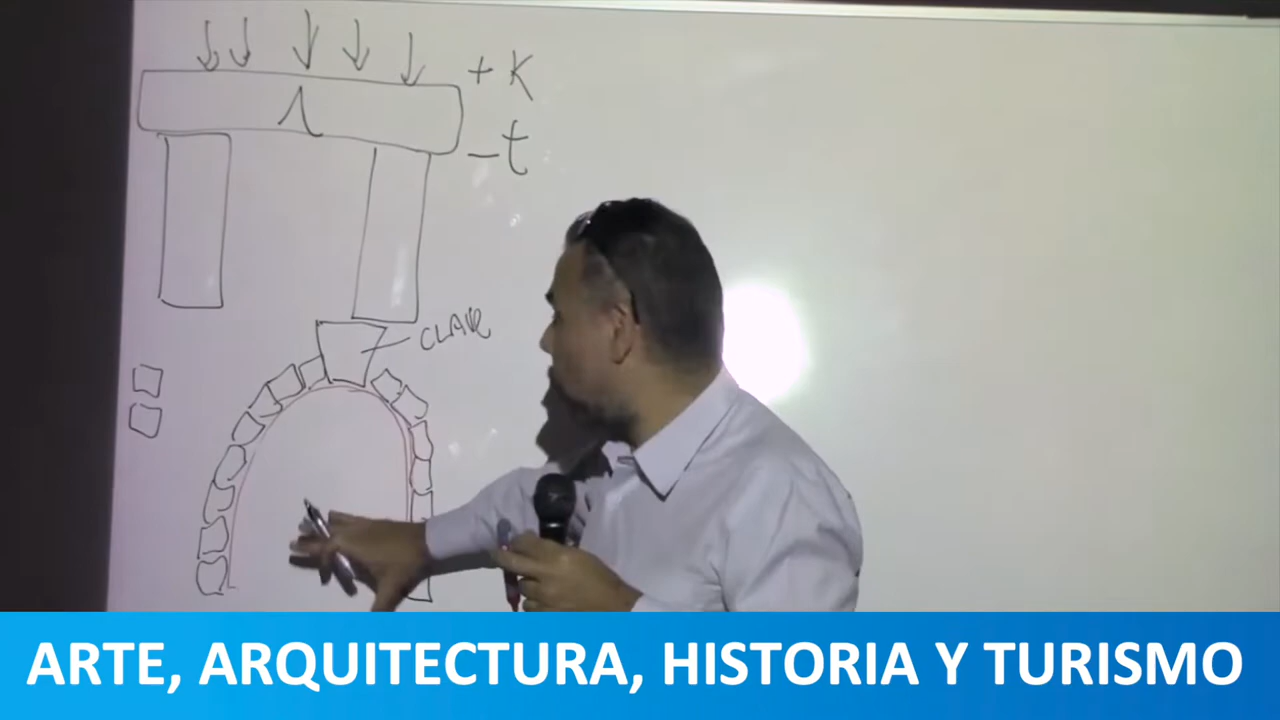 + K
- t
CLAVE
ARTE, ARQUITECTURA, HISTORIA Y TURISMO